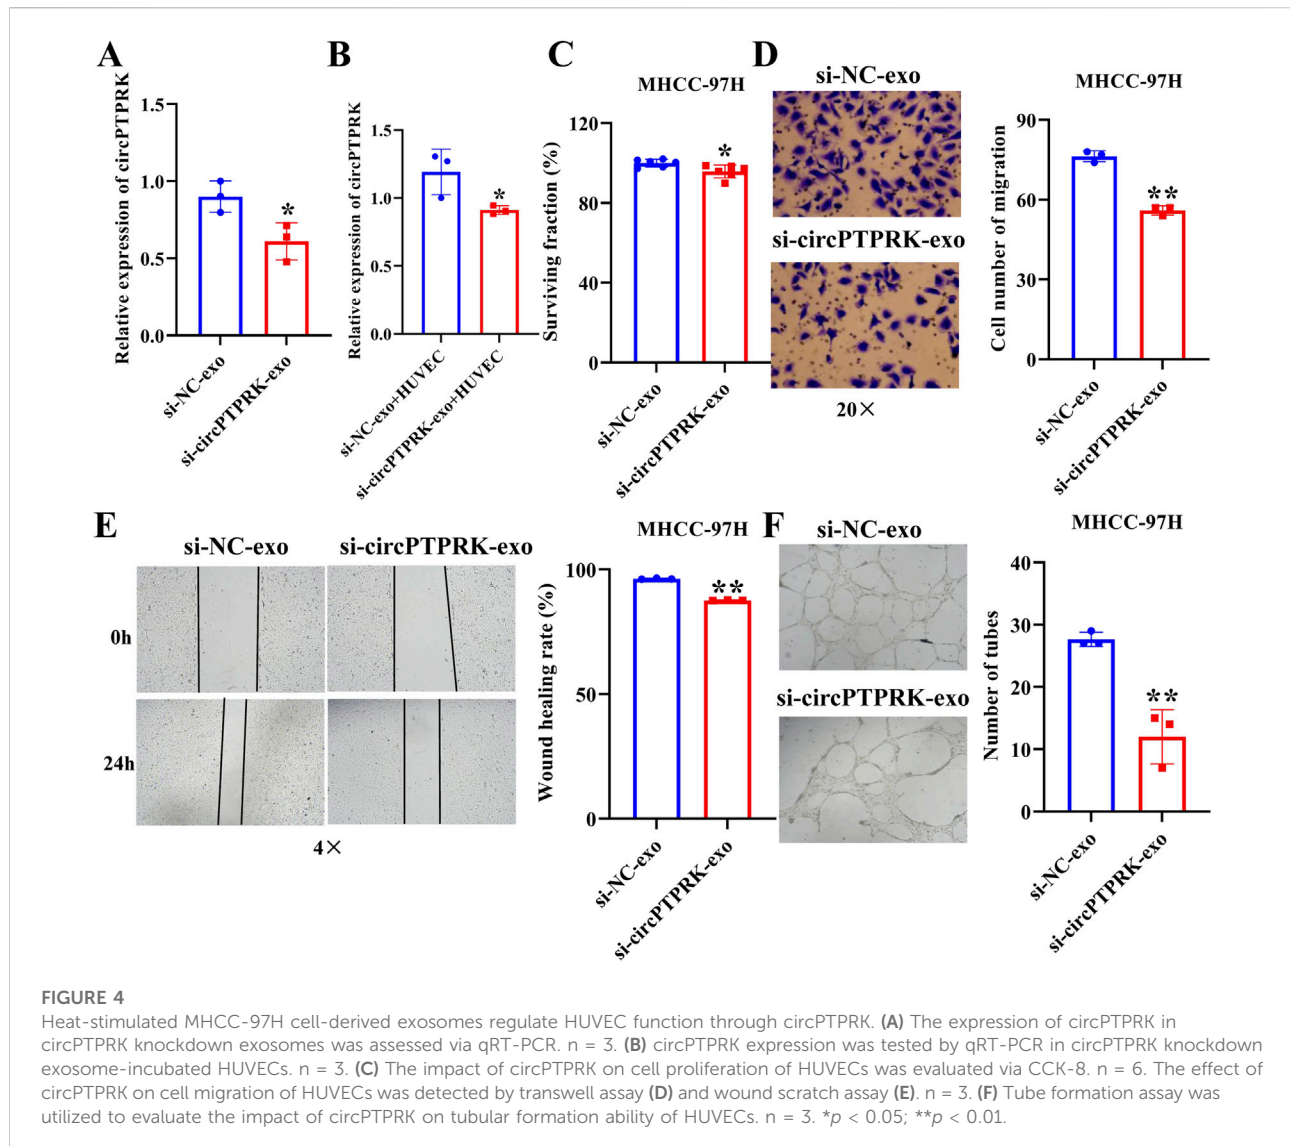 A
Relative expression of circPTPRK
1.5
1.0
0.5
0.0
*
si-NC-exo
si-circPTPRK-exo
B
Relative expression of circPTPRK
1.5
1.0
0.5
0.0
*
si-NC-exo+HUVEC
si-circPTPRK-exo+HUVEC
C
MHCC-97H
Surviving fraction (%)
120
80
40
0
*
si-NC-exo
si-circPTPRK-exo
D
si-NC-exo
si-circPTPRK-exo
20×
MHCC-97H
Cell number of migration
90
60
30
0
**
si-NC-exo
si-circPTPRK-exo
E
si-NC-exo
si-circPTPRK-exo
0h
24h
4×
MHCC-97H
Wound healing rate (%)
100
50
0
**
si-NC-exo
si-circPTPRK-exo
F
si-NC-exo
si-circPTPRK-exo
MHCC-97H
Number of tubes
40
30
20
10
0
**
si-NC-exo
si-circPTPRK-exo
FIGURE 4
Heat-stimulated MHCC-97H cell-derived exosomes regulate HUVEC function through circPTPRK. (A) The expression of circPTPRK in
circPTPRK knockdown exosomes was assessed via qRT-PCR. n = 3. (B) circPTPRK expression was tested by qRT-PCR in circPTPRK knockdown
exosome-incubated HUVECs. n = 3. (C) The impact of circPTPRK on cell proliferation of HUVECs was evaluated via CCK-8. n = 6. The effect of
circPTPRK on cell migration of HUVECs was detected by transwell assay (D) and wound scratch assay (E). n = 3. (F) Tube formation assay was
utilized to evaluate the impact of circPTPRK on tubular formation ability of HUVECs. n = 3. *p < 0.05; **p < 0.01.